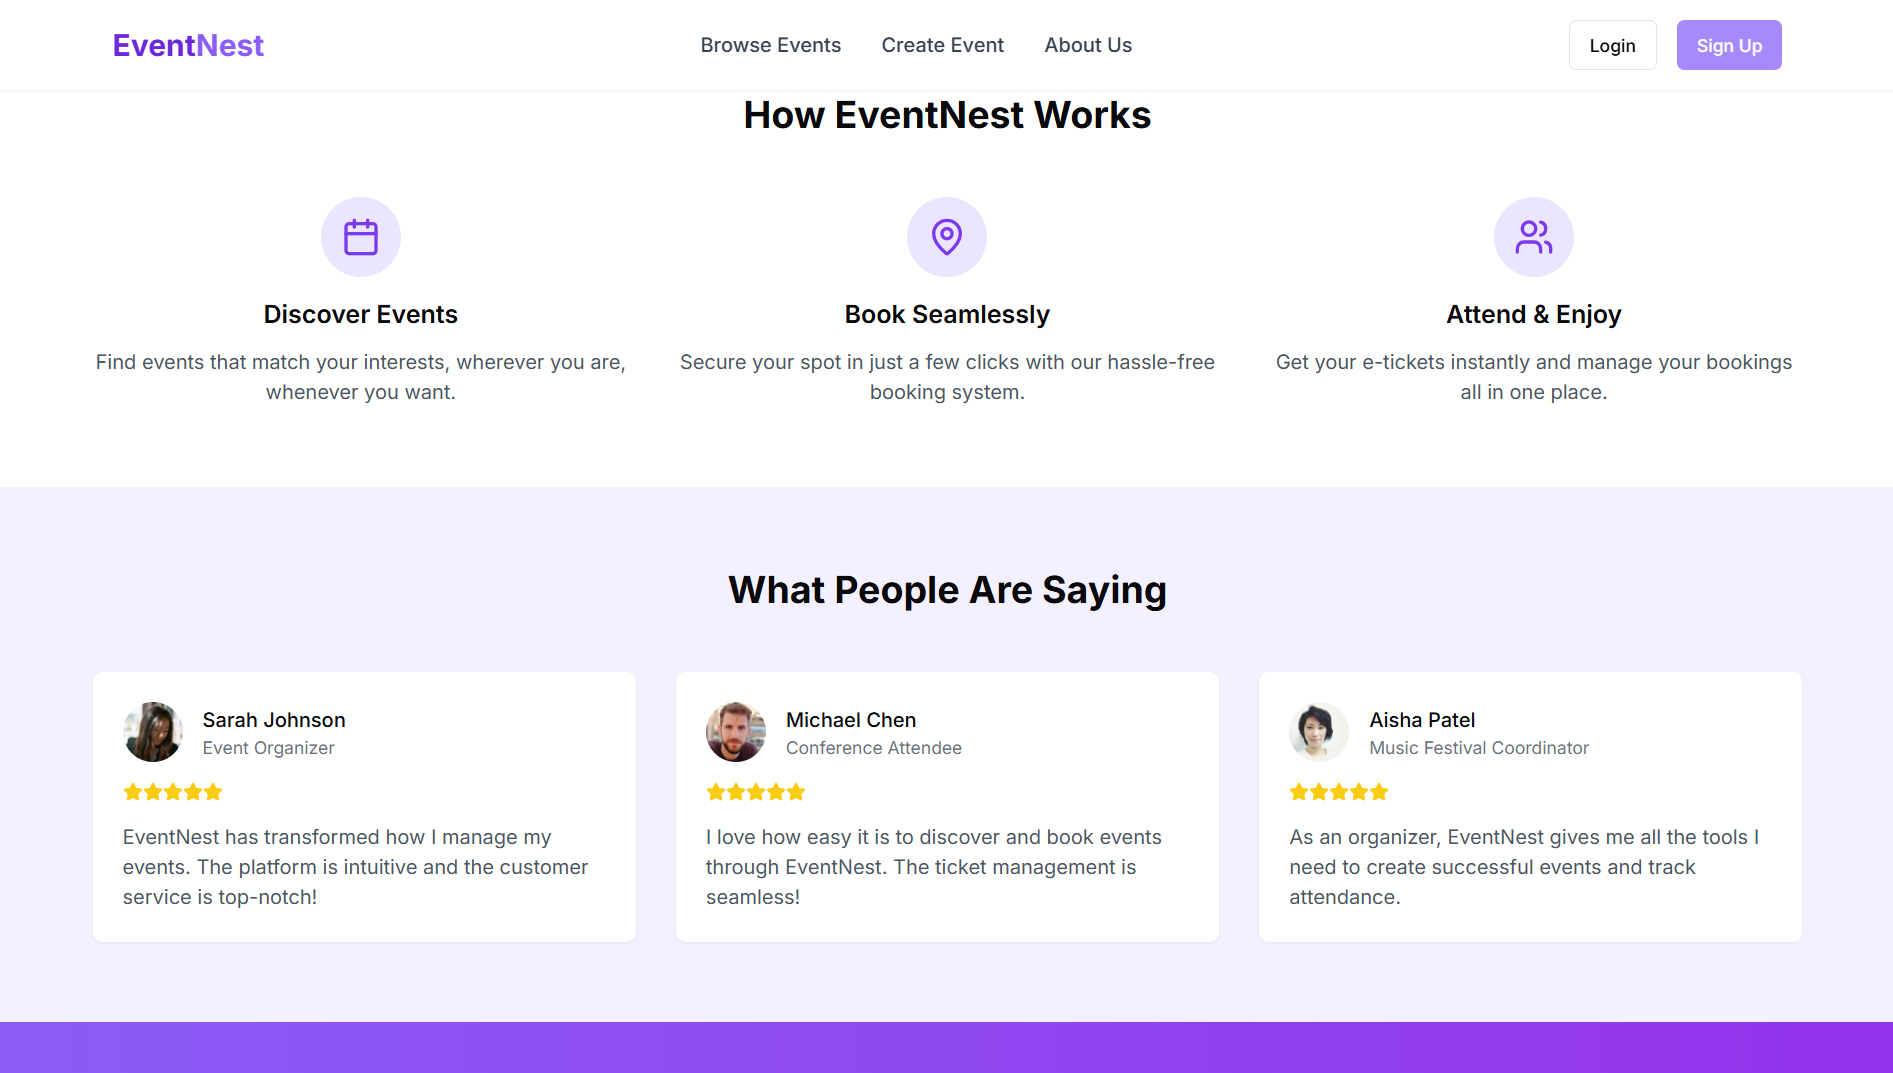 EventNest
Browse Events
Create Event
About Us
Login
Sign Up
How EventNest Works
Discover Events
Find events that match your interests, wherever you are,
whenever you want.
Book Seamlessly
Secure your spot in just a few clicks with our hassle-free
booking system.
Attend & Enjoy
Get your e-tickets instantly and manage your bookings
all in one place.
What People Are Saying
Sarah Johnson
Event Organizer
EventNest has transformed how I manage my
events. The platform is intuitive and the customer
service is top-notch!
Michael Chen
Conference Attendee
I love how easy it is to discover and book events
through EventNest. The ticket management is
seamless!
Aisha Patel
Music Festival Coordinator
As an organizer, EventNest gives me all the tools I
need to create successful events and track
attendance.